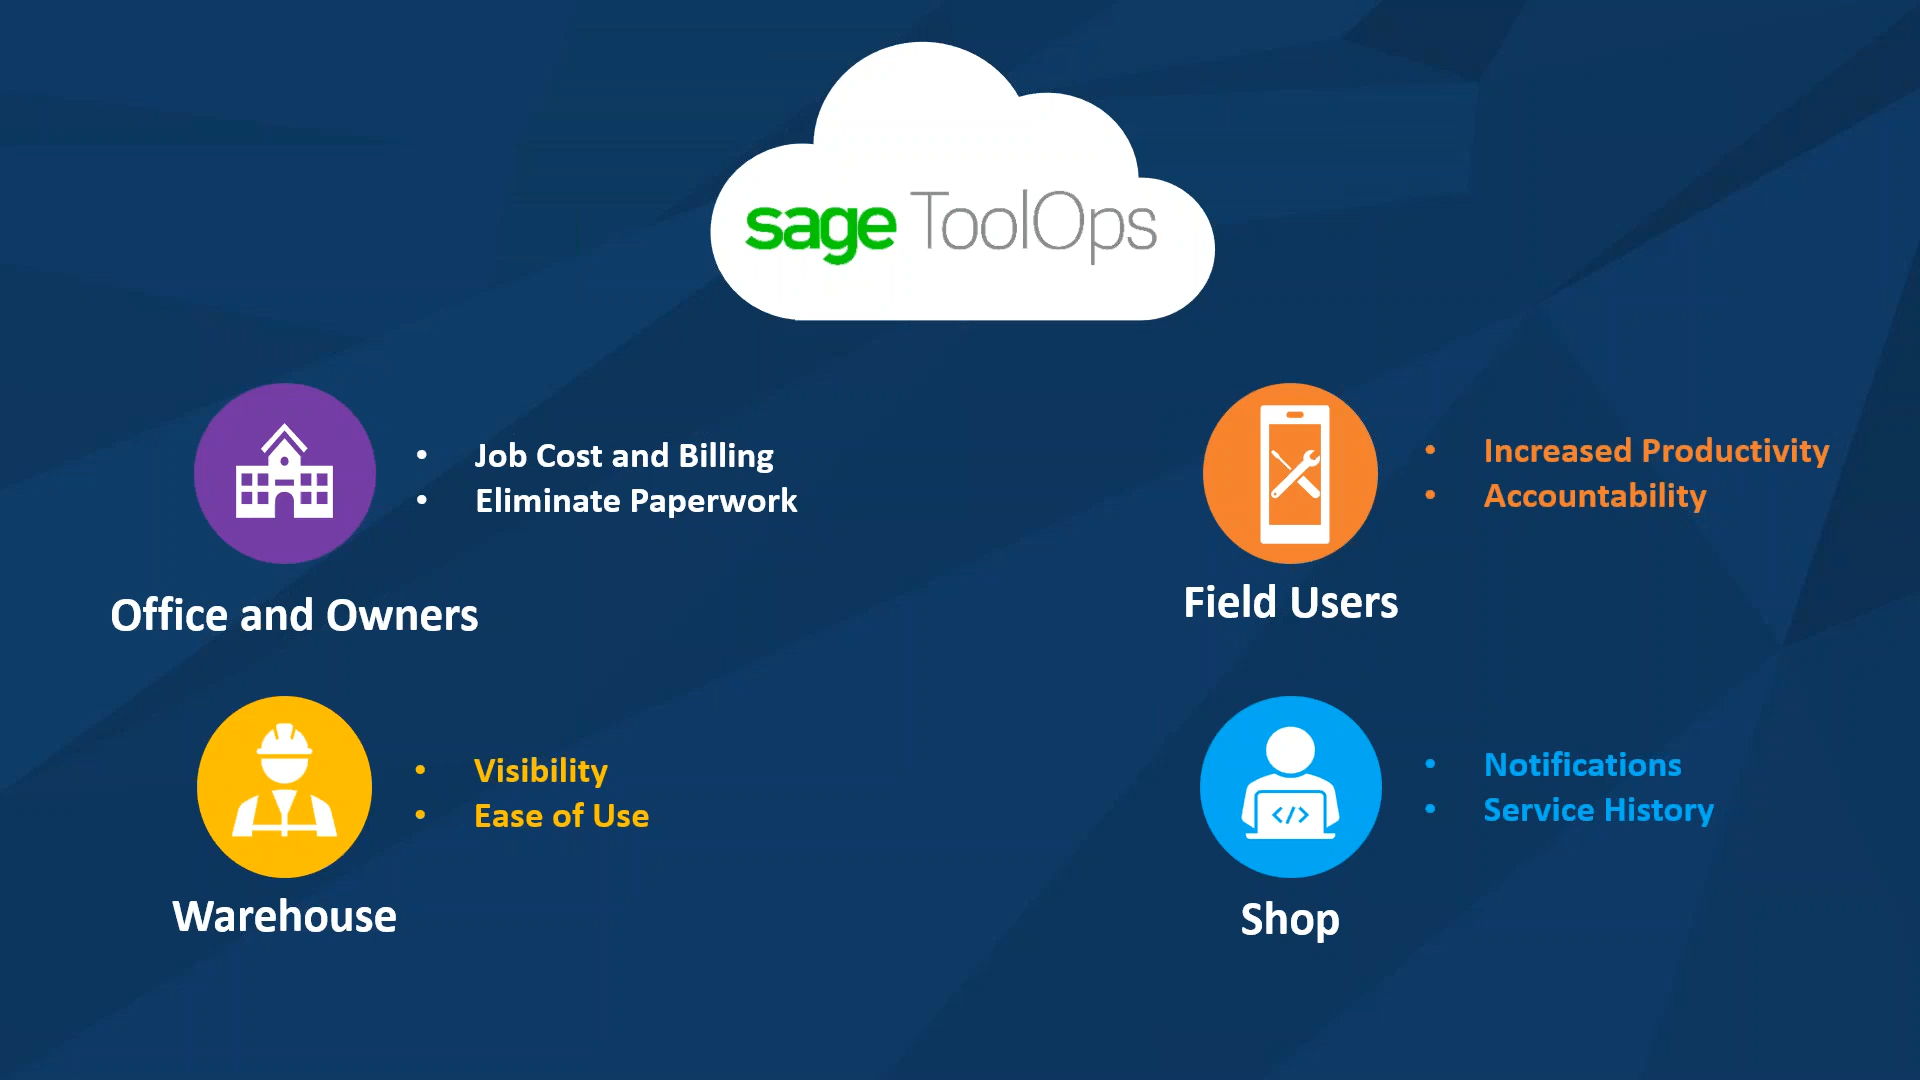 sage ToolOps
• Job Cost and Billing
• Eliminate Paperwork
Office and Owners
• Increased Productivity
• Accountability
Field Users
• Visibility
• Ease of Use
Warehouse
• Notifications
• Service History
</>
Shop